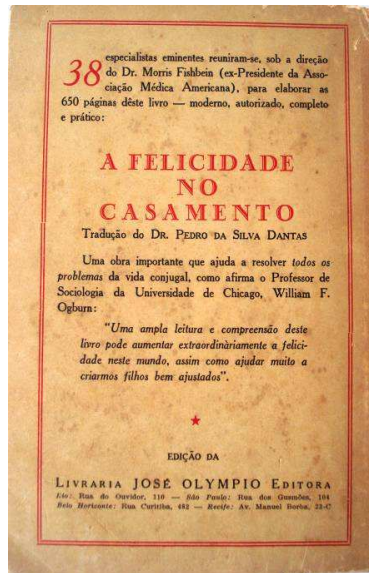 38 especialistas eminentes reuniram-se, sob a direção
do Dr. Morris Fishbein (ex-Presidente da Asso-
ciação Médica Americana), para elaborar as
650 páginas dêste livro — moderno, autorizado, completo
e prático:
A FELICIDADE
NO
CASAMENTO
Tradução do DR. PEDRO DA SILVA DANTAS
Uma obra importante que ajuda a resolver todos os
problemas da vida conjugal, como afirma o Professor de
Sociologia da Universidade de Chicago, William F.
Ogburn:
"Uma ampla leitura e compreensão deste
livro pode aumentar extraordinàriamente a felici-
dade neste mundo, assim como ajudar muito a
criarmos filhos bem ajustados".
★
EDIÇÃO DA
LIVRARIA JOSÉ OLYMPIO EDITORA
Rio: Rua do Ouvidor, 110 — São Paulo: Rua dos Gusmões, 104
Belo Horizonte: Rua Curitiba, 482 — Recife: Av. Manuel Borba,